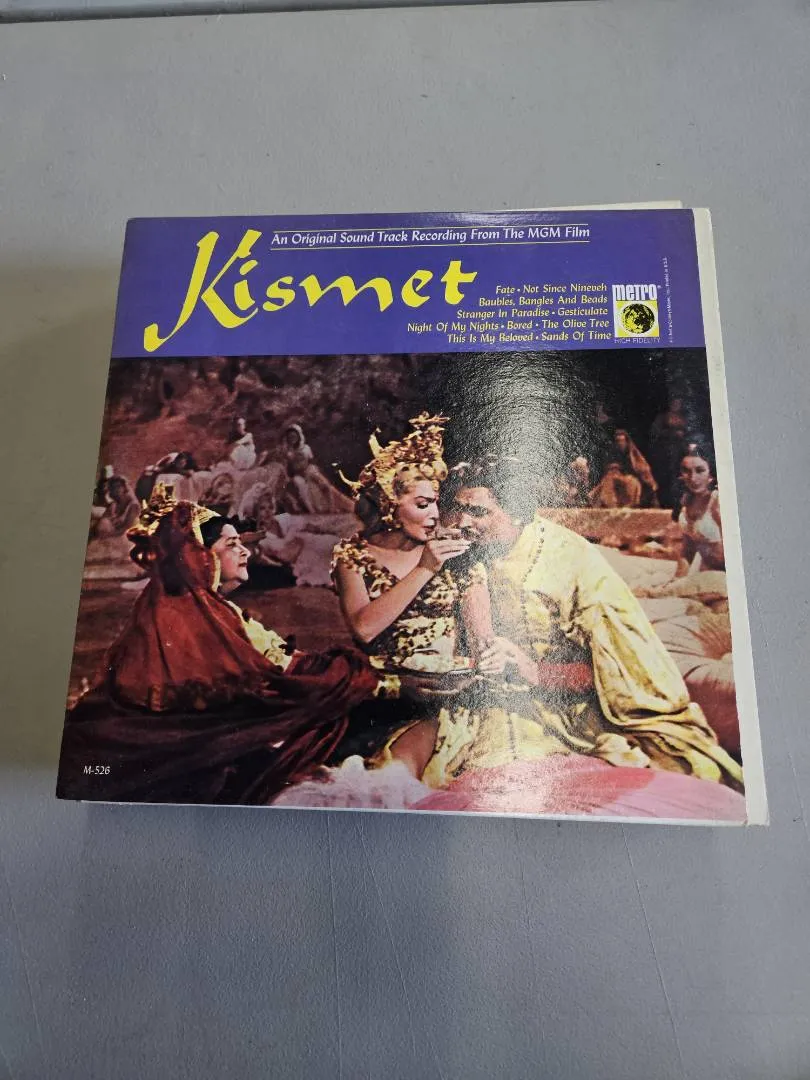 An Original Sound Track Recording From The MGM Film
Kismet
Fate • Not Since Nineveh
Baubles, Bangles And Beads
Stranger In Paradise • Gesticulate
Night Of My Nights • Bored • The Olive Tree
This Is My Beloved • Sands Of Time
metro
HIGH FIDELITY
M-526